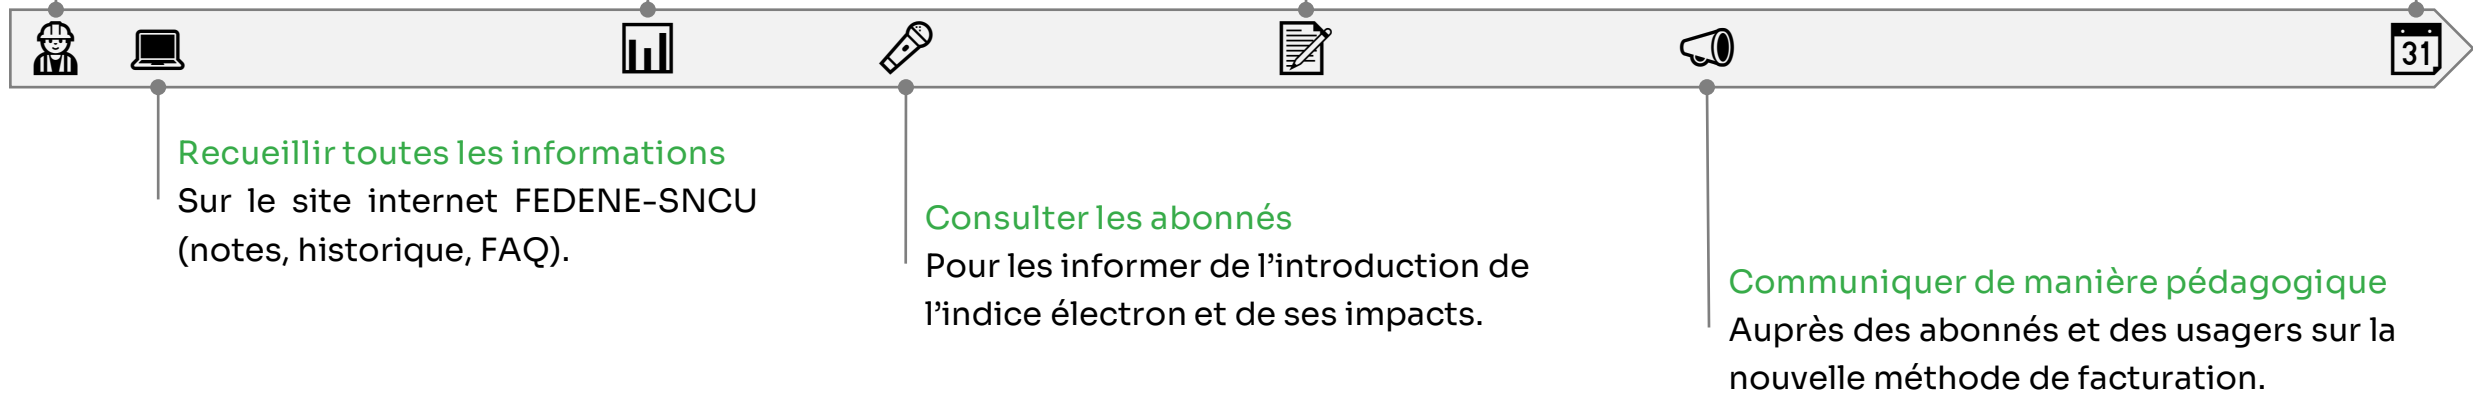 31
Recueillir toutes les informations
Sur le site internet FEDENE-SNCU
(notes, historique, FAQ).
Consulter les abonnés
Pour les informer de l’introduction de
l’indice électron et de ses impacts.
Communiquer de manière pédagogique
Auprès des abonnés et des usagers sur la
nouvelle méthode de facturation.